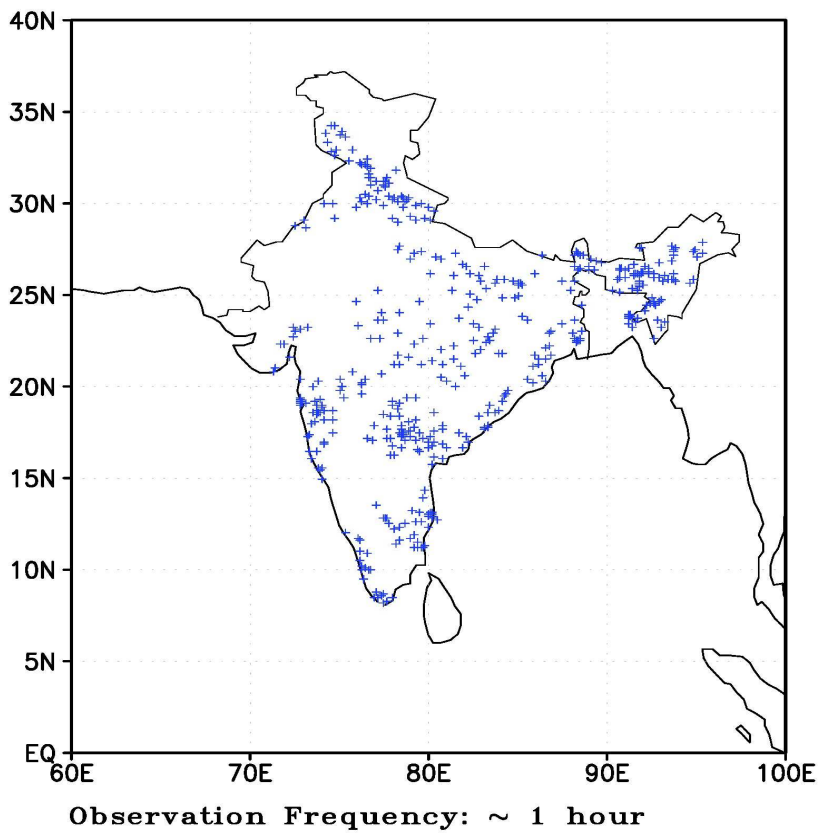 40N
35N
30N
25N
20N
15N
10N
5N
EQ
60E 70E 80E 90E 100E
Observation Frequency: ~ 1 hour